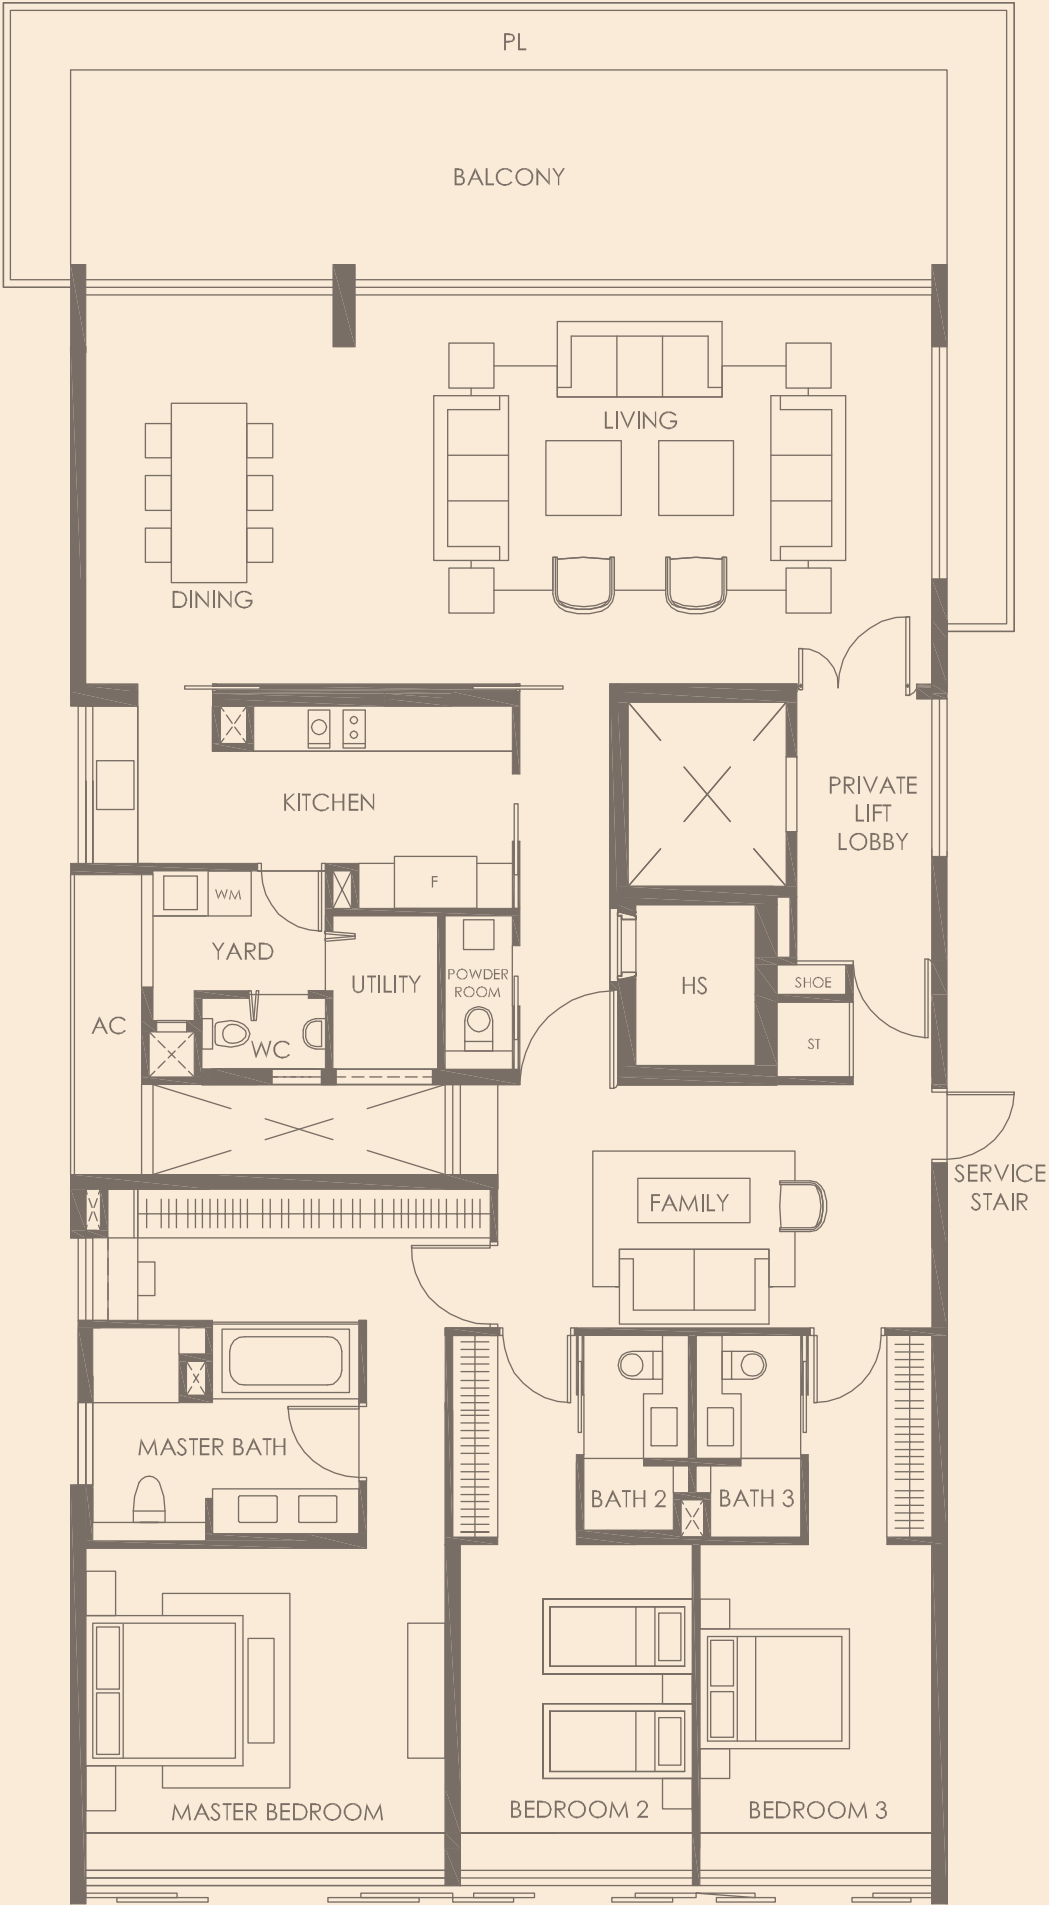 PL
BALCONY
LIVING
DINING
KITCHEN
PRIVATE
LIFT
LOBBY
F
WM
YARD
UTILITY
POWDER
ROOM
HS
SHOE
AC
WC
ST
SERVICE
STAIR
FAMILY
MASTER BATH
BATH 2
BATH 3
MASTER BEDROOM
BEDROOM 2
BEDROOM 3